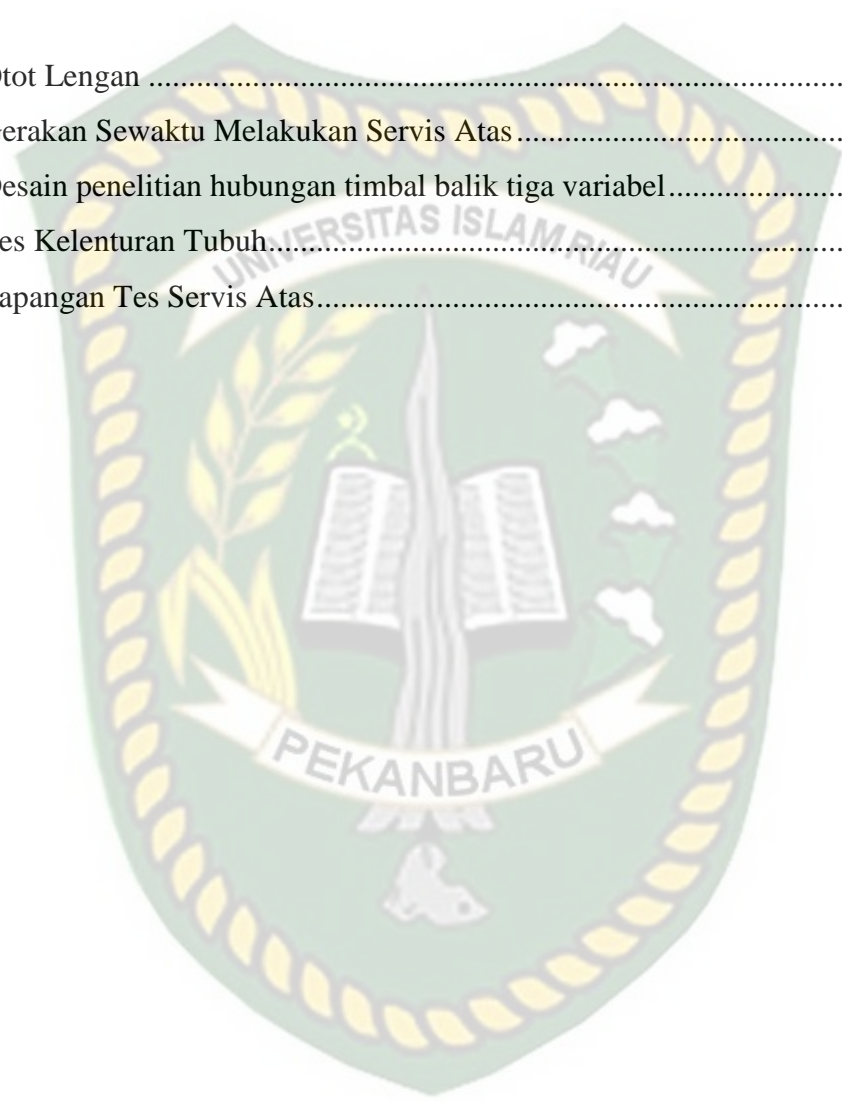 Otot Lengan ........................................................................................
Gerakan Sewaktu Melakukan Servis Atas........................................
Desain penelitian hubungan timbal balik tiga variabel.....................
es Kelenturan Tubuh........................................................................
apangan Tes Servis Atas..................................................................
UNIVERSITAS ISLAM RIAU
PEKANBARU